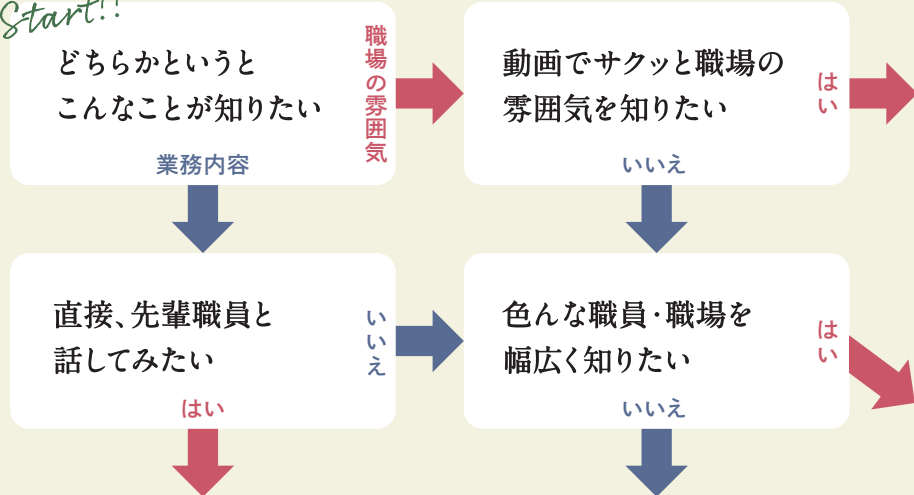 Start!!
どちらかというと
こんなことが知りたい
職場の雰囲気
業務内容
動画でサクッと職場の
雰囲気を知りたい
はい
いいえ
直接、先輩職員と
話してみたい
いいえ
はい
色んな職員・職場を
幅広く知りたい
はい
いいえ